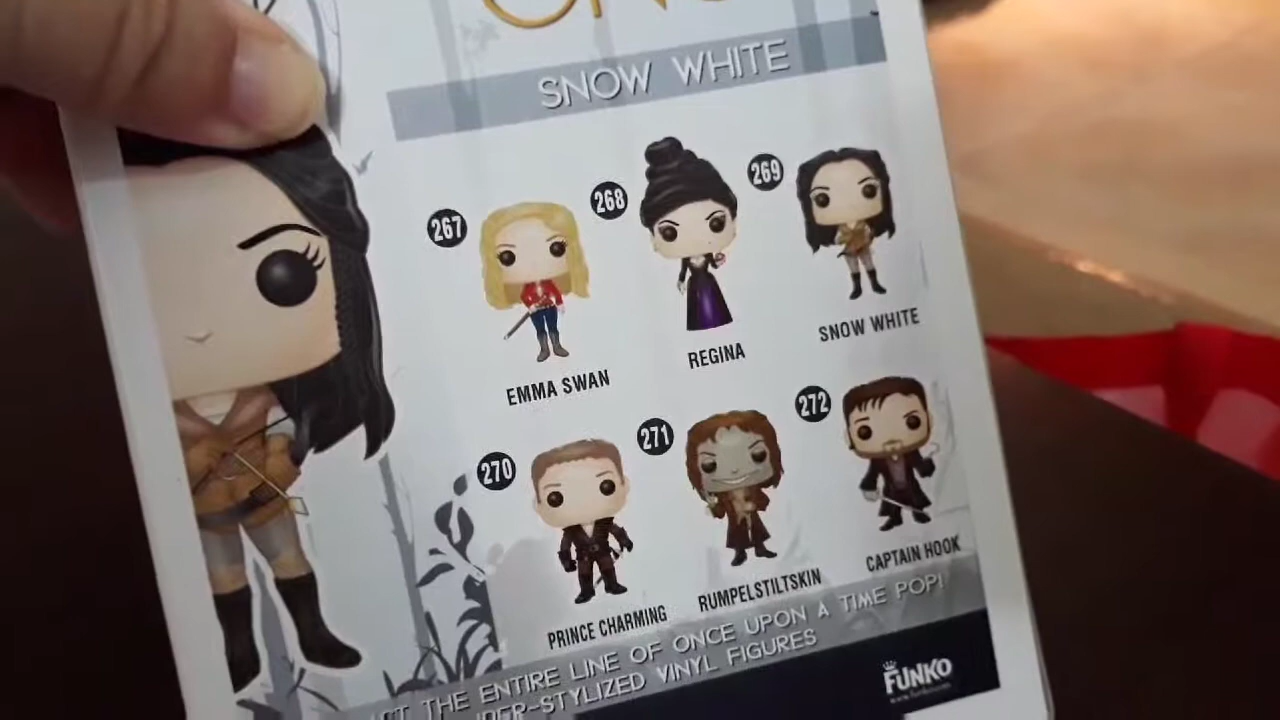 SNOW WHITE
267
EMMA SWAN
268
REGINA
269
SNOW WHITE
270
PRINCE CHARMING
271
RUMPELSTILTSKIN
272
CAPTAIN HOOK
THE ENTIRE LINE OF ONCE UPON A TIME POP!
VINYL FIGURES
FUNKO